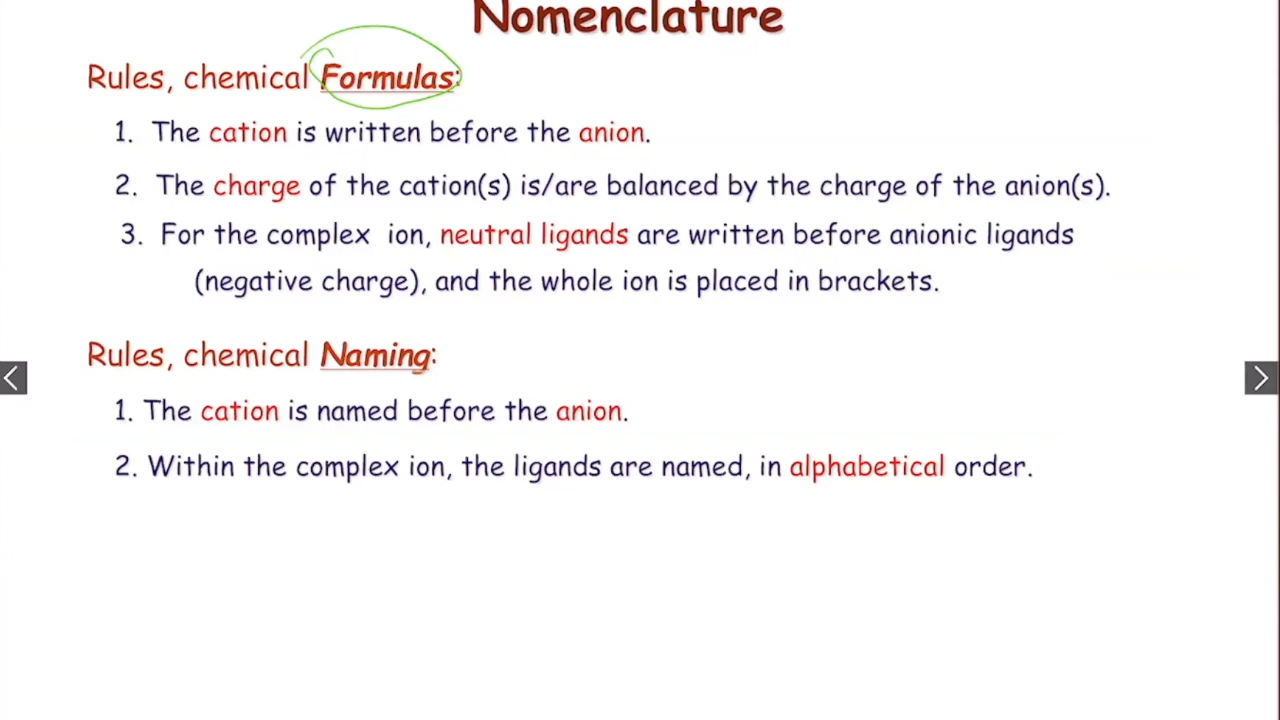 Nomenclature
Rules, chemical Formulas:
1. The cation is written before the anion.
2. The charge of the cation(s) is/are balanced by the charge of the anion(s).
3. For the complex ion, neutral ligands are written before anionic ligands
(negative charge), and the whole ion is placed in brackets.
Rules, chemical Naming:
1. The cation is named before the anion.
2. Within the complex ion, the ligands are named, in alphabetical order.